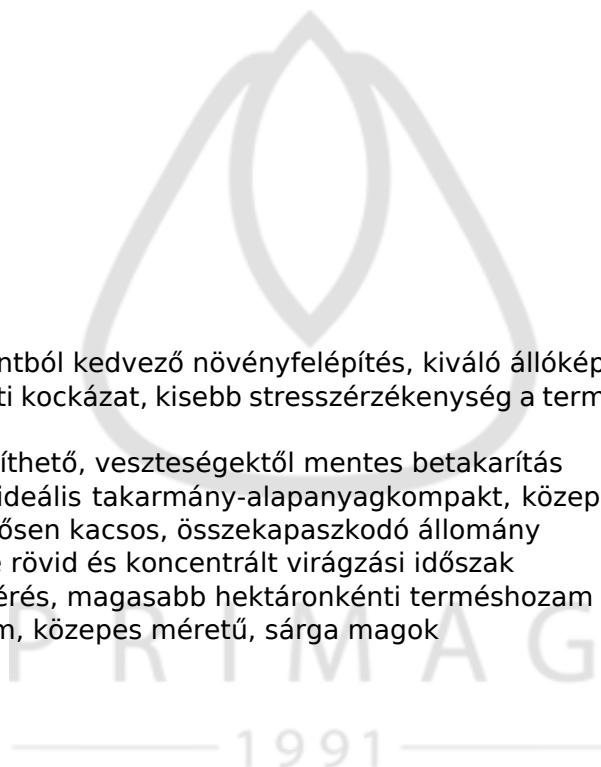 ntból kedvező növényfelépítés, kiváló állókép
ti kockázat, kisebb stresszérzékenység a term
íthető, veszteségektől mentes betakarítás
ideális takarmány-alapanyagkompakt, közep
ősen kacsos, összekapaszkodó állomány
e rövid és koncentrált virágzási időszak
érés, magasabb hektáronkénti terméshozam
m, közepes méretű, sárga magok
PRIMAG
1991